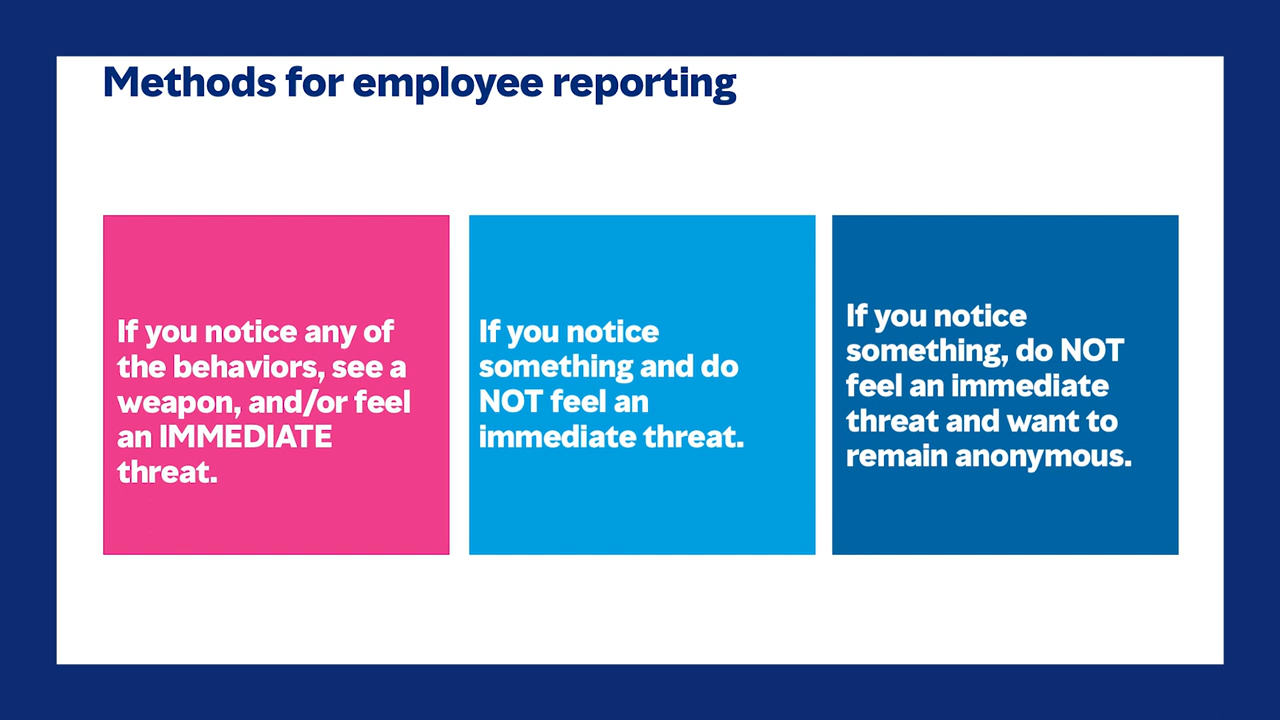 Methods for employee reporting
If you notice any of
the behaviors, see a
weapon, and/or feel
an IMMEDIATE
threat.
If you notice
something and do
NOT feel an
immediate threat.
If you notice
something, do NOT
feel an immediate
threat and want to
remain anonymous.